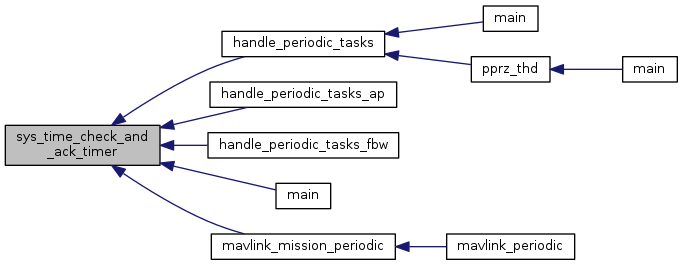 main
handle_periodic_tasks
pprz_thd
main
handle_periodic_tasks_ap
sys_time_check_and
_ack_timer
handle_periodic_tasks_fbw
main
mavlink_mission_periodic
mavlink_periodic